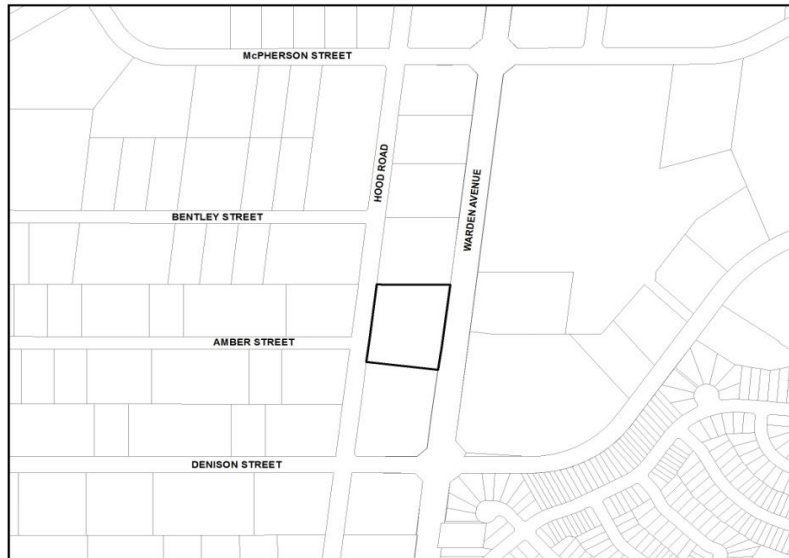 McPHERSON STREET
HOOD ROAD
WARDEN AVENUE
BENTLEY STREET
AMBER STREET
DENISON STREET